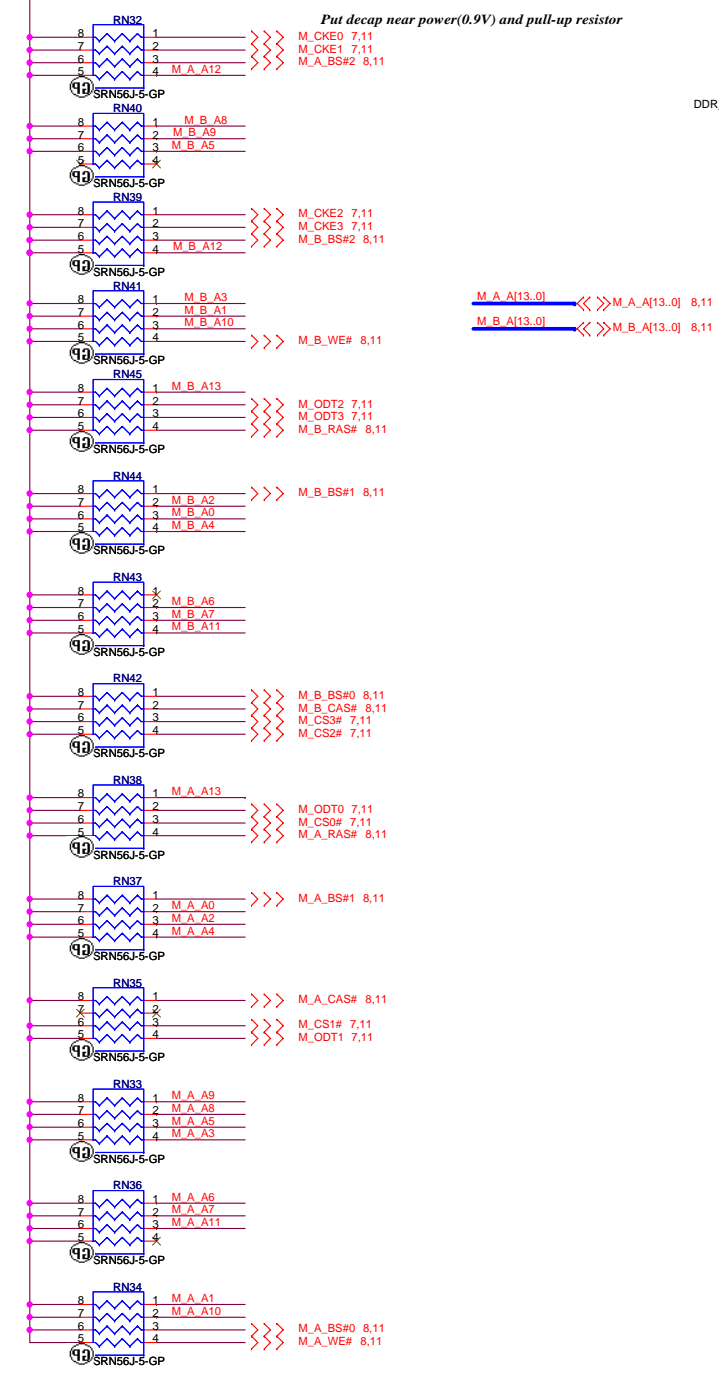 Put decap near power(0.9V) and pull-up resistor
RN32
8 1 M_CKE0 7,11
7 2 M_CKE1 7,11
6 3 M_A_BS#2 8,11
5 4 M_A_A12
GP SRN56J-5-GP
DDR_
RN40
8 1 M_B_A8
7 2 M_B_A9
6 3 M_B_A5
5 4
GP SRN56J-5-GP
RN39
8 1 M_CKE2 7,11
7 2 M_CKE3 7,11
6 3 M_B_BS#2 8,11
5 4 M_B_A12
GP SRN56J-5-GP
RN41
8 1 M_B_A3
7 2 M_B_A1
6 3 M_B_A10
5 4 M_B_WE# 8,11
GP SRN56J-5-GP
M_A_A[13..0] M_A_A[13..0] 8,11
M_B_A[13..0] M_B_A[13..0] 8,11
RN45
8 1 M_B_A13
7 2 M_ODT2 7,11
6 3 M_ODT3 7,11
5 4 M_B_RAS# 8,11
GP SRN56J-5-GP
RN44
8 1 M_B_BS#1 8,11
7 2 M_B_A2
6 3 M_B_A0
5 4 M_B_A4
GP SRN56J-5-GP
RN43
8 1
7 2 M_B_A6
6 3 M_B_A7
5 4 M_B_A11
GP SRN56J-5-GP
RN42
8 1 M_B_BS#0 8,11
7 2 M_B_CAS# 8,11
6 3 M_CS3# 7,11
5 4 M_CS2# 7,11
GP SRN56J-5-GP
RN38
8 1 M_A_A13
7 2 M_ODT0 7,11
6 3 M_CS0# 7,11
5 4 M_A_RAS# 8,11
GP SRN56J-5-GP
RN37
8 1 M_A_BS#1 8,11
7 2 M_A_A0
6 3 M_A_A2
5 4 M_A_A4
GP SRN56J-5-GP
RN35
8 1 M_A_CAS# 8,11
7 2
6 3 M_CS1# 7,11
5 4 M_ODT1 7,11
GP SRN56J-5-GP
RN33
8 1 M_A_A9
7 2 M_A_A8
6 3 M_A_A5
5 4 M_A_A3
GP SRN56J-5-GP
RN36
8 1 M_A_A6
7 2 M_A_A7
6 3 M_A_A11
5 4
GP SRN56J-5-GP
RN34
8 1 M_A_A1
7 2 M_A_A10
6 3 M_A_BS#0 8,11
5 4 M_A_WE# 8,11
GP SRN56J-5-GP